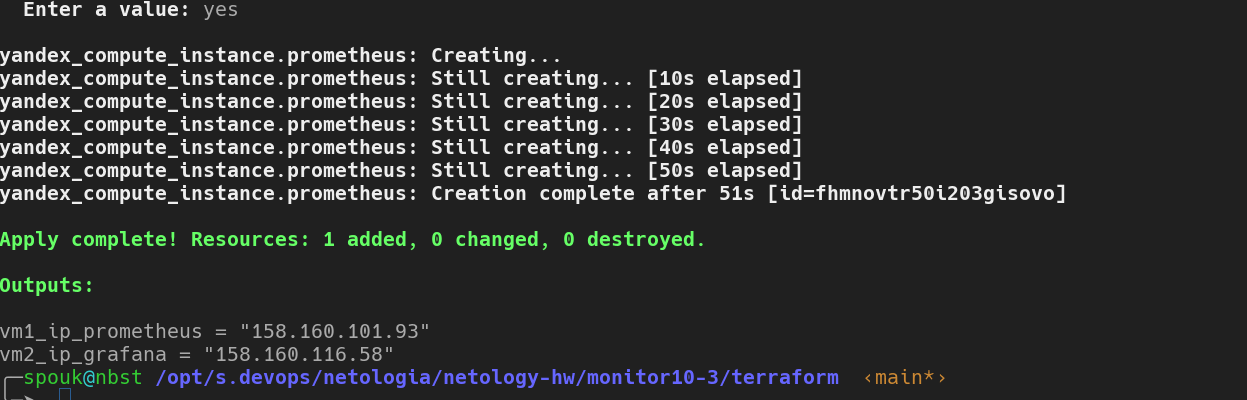 Enter a value: yes
yandex_compute_instance.prometheus: Creating...
yandex_compute_instance.prometheus: Still creating... [10s elapsed]
yandex_compute_instance.prometheus: Still creating... [20s elapsed]
yandex_compute_instance.prometheus: Still creating... [30s elapsed]
yandex_compute_instance.prometheus: Still creating... [40s elapsed]
yandex_compute_instance.prometheus: Still creating... [50s elapsed]
yandex_compute_instance.prometheus: Creation complete after 51s [id=fhmnovtr50i203gisovo]
Apply complete! Resources: 1 added, 0 changed, 0 destroyed.
Outputs:
vm1_ip_prometheus = "158.160.101.93"
vm2_ip_grafana = "158.160.116.58"
spouk@nbst /opt/s.devops/netologia/netology-hw/monitor10-3/terraform ‹main*›